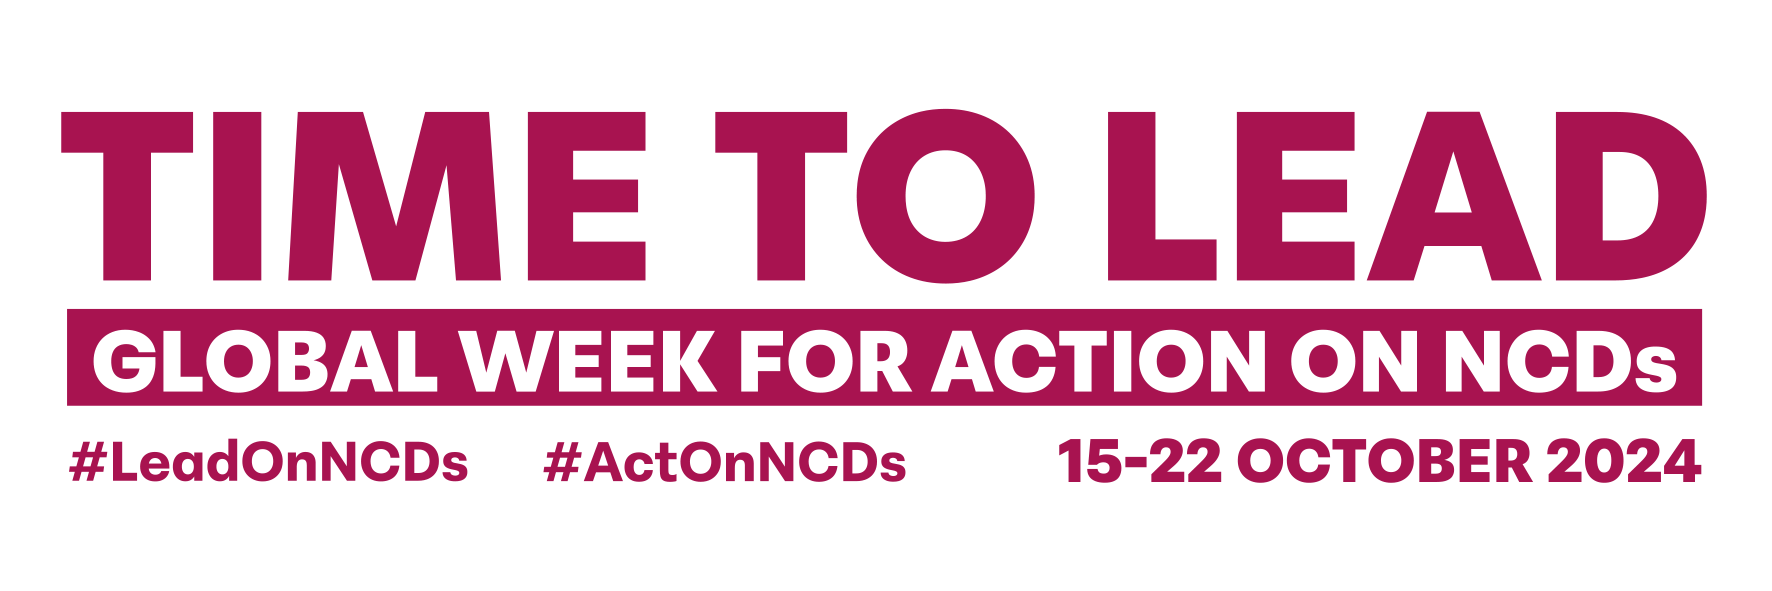 TIME TO LEAD
GLOBAL WEEK FOR ACTION ON NCDs
#LeadOnNCDs #ActOnNCDs 15-22 OCTOBER 2024